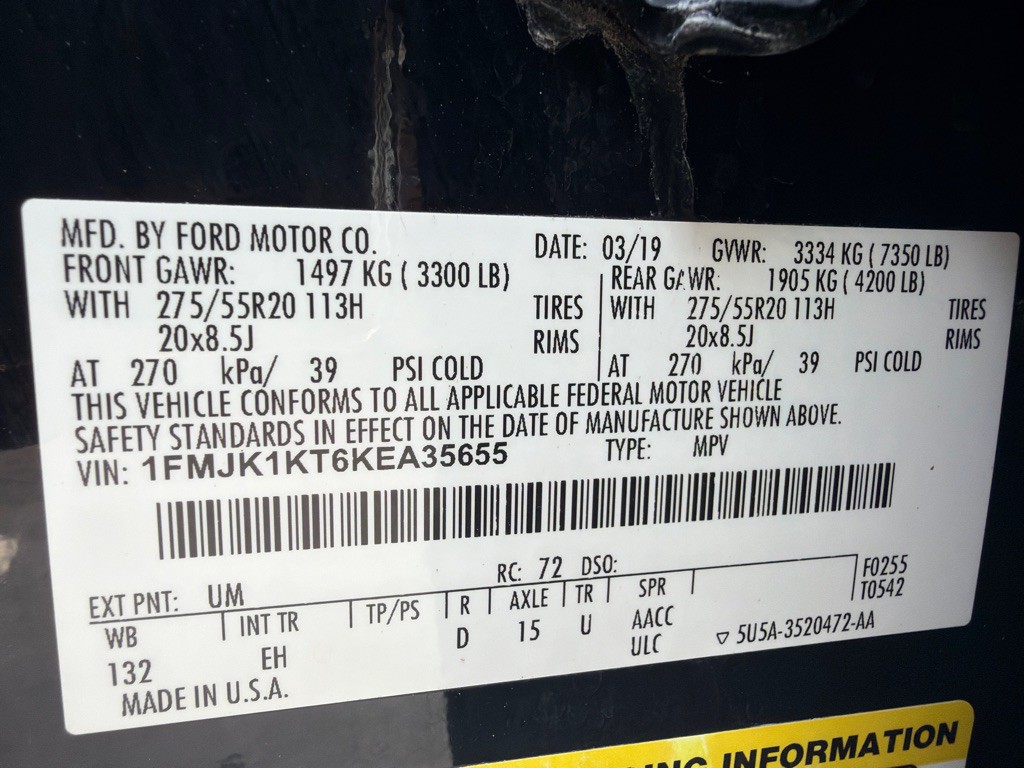 MFD. BY FORD MOTOR CO. DATE: 03/19 GVWR: 3334 KG ( 7350 LB)
FRONT GAWR: 1497 KG ( 3300 LB) REAR GAWR: 1905 KG ( 4200 LB)
WITH 275/55R20 113H TIRES WITH 275/55R20 113H TIRES
20x8.5J RIMS 20x8.5J RIMS
AT 270 kPa/ 39 PSI COLD AT 270 kPa/ 39 PSI COLD
THIS VEHICLE CONFORMS TO ALL APPLICABLE FEDERAL MOTOR VEHICLE
SAFETY STANDARDS IN EFFECT ON THE DATE OF MANUFACTURE SHOWN ABOVE.
VIN: 1FMJK1KT6KEA35655 TYPE: MPV
EXT PNT: UM RC: 72 DSO: F0255
WB INT TR TP/PS R AXLE TR SPR T0542
132 EH D 15 U AACC 5U5A-3520472-AA
ULC
MADE IN U.S.A.
INFORMATION